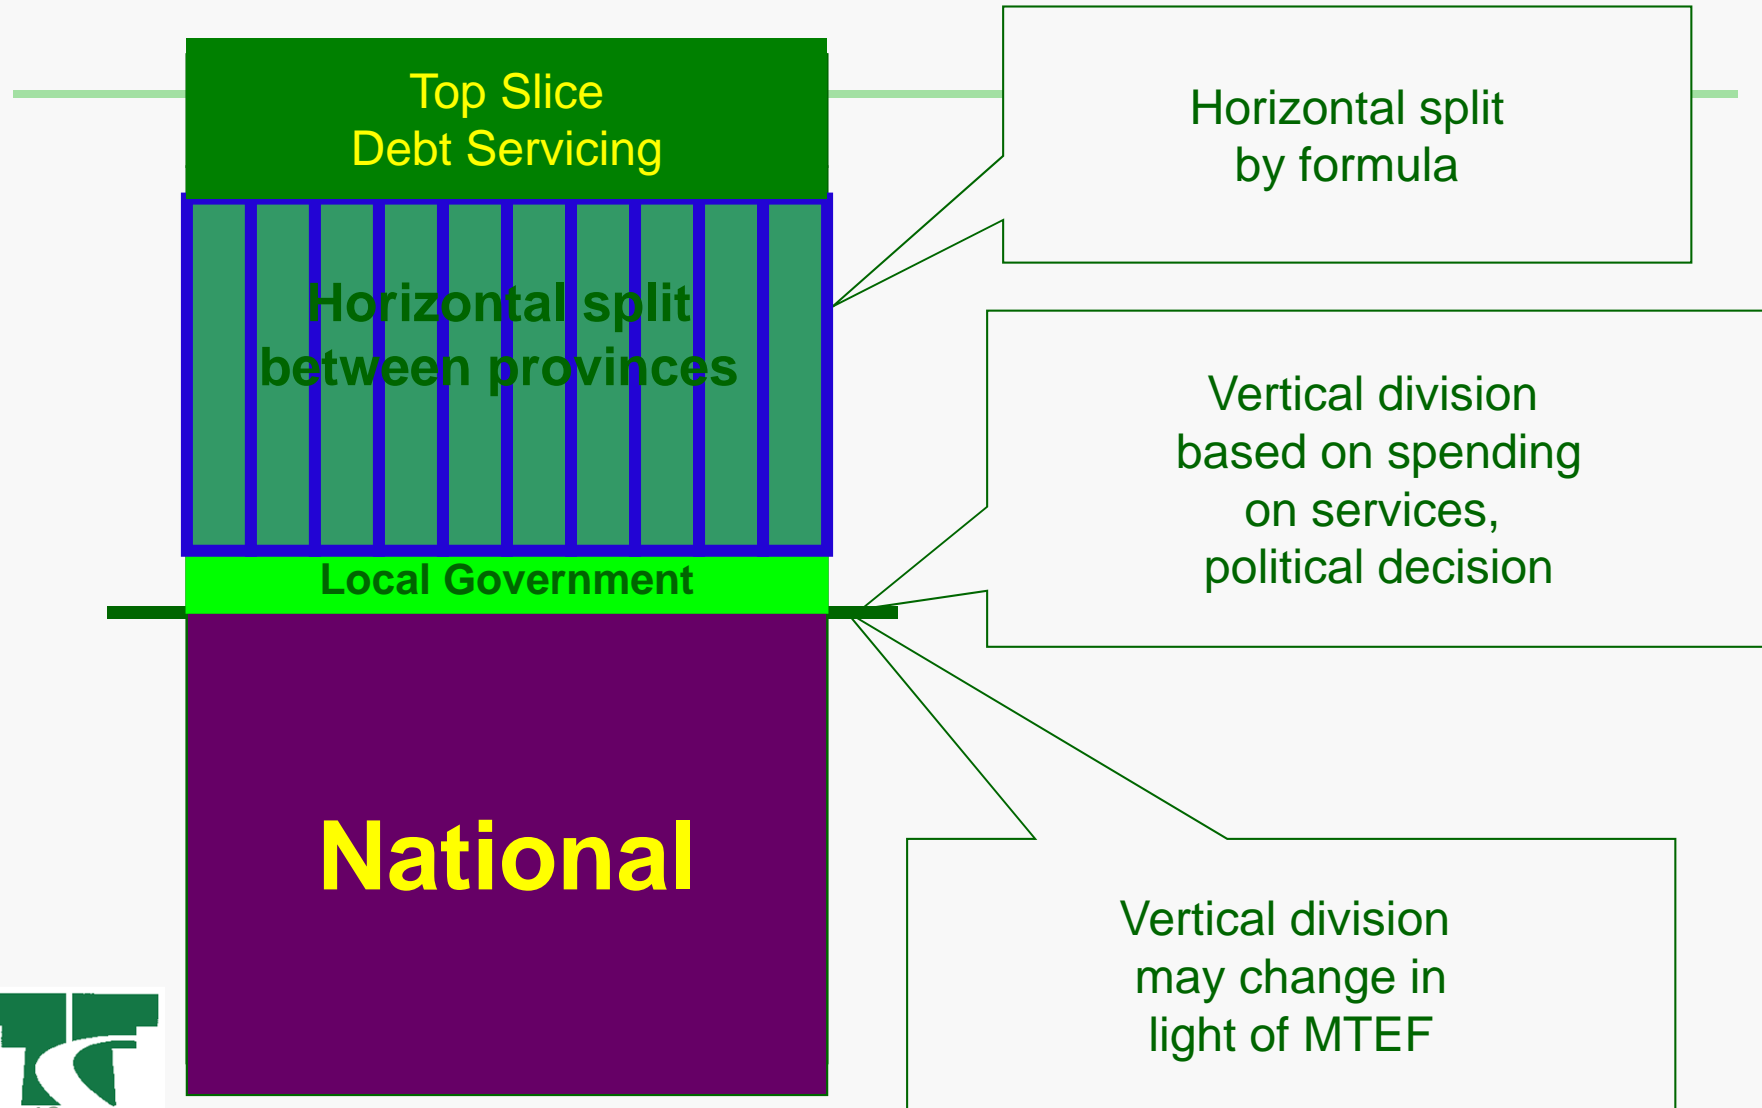 Top Slice
Debt Servicing
Horizontal split
between provinces
Local Government
National
Horizontal split
by formula
Vertical division
based on spending
on services,
political decision
Vertical division
may change in
light of MTEF